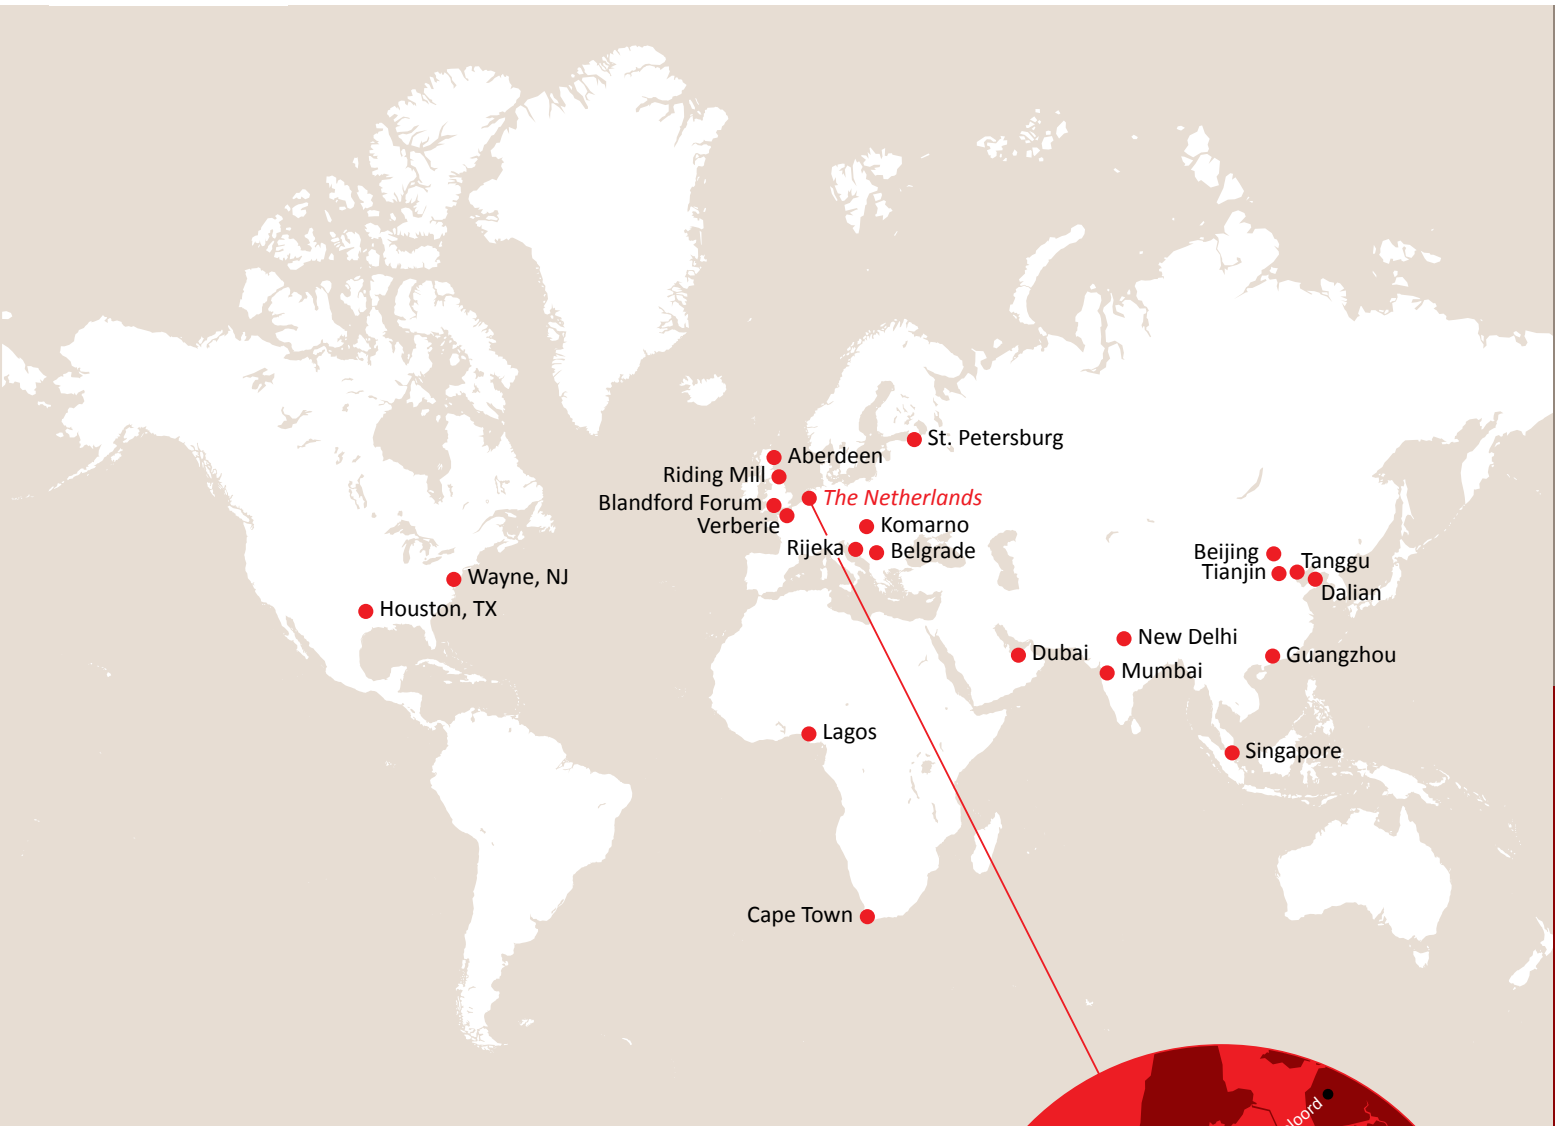 St. Petersburg
Aberdeen
Riding Mill
The Netherlands
Blandford Forum
Verberie
Komarno
Rijeka
Belgrade
Beijing
Tanggu
Tianjin
Dalian
Wayne, NJ
Houston, TX
New Delhi
Dubai
Guangzhou
Mumbai
Lagos
Singapore
Cape Town